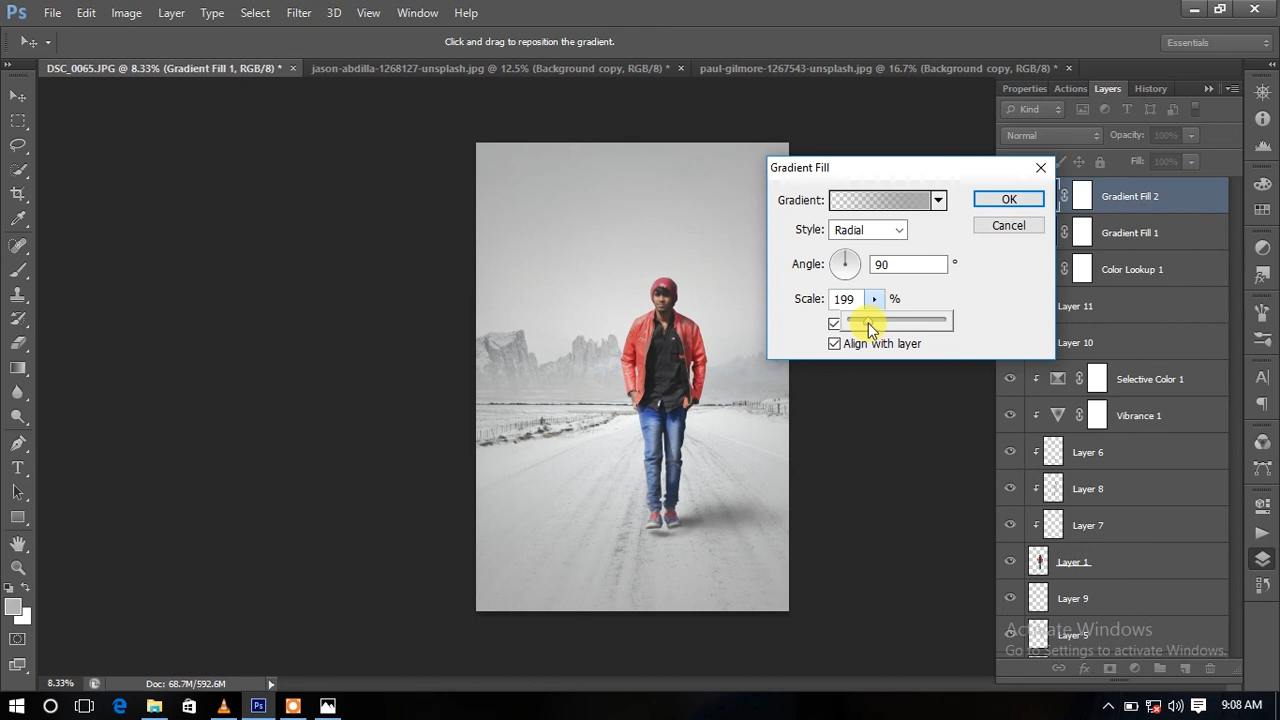 Ps File Edit Image Layer Type Select Filter 3D View Window Help
Click and drag to reposition the gradient.
Essentials
DSC_0065.JPG @ 8.33% (Gradient Fill 1, RGB/8) *
jason-abdilla-1268127-unsplash.jpg @ 12.5% (Background copy, RGB/8) *
paul-gilmore-1267543-unsplash.jpg @ 16.7% (Background copy, RGB/8) *
Properties Actions Layers History
Kind
Normal Opacity: 100%
Fill: 100%
Gradient Fill
Gradient:
OK
Style: Radial
Cancel
Angle: 90 °
Scale: 199 %
Align with layer
Gradient Fill 2
Gradient Fill 1
Color Lookup 1
Layer 11
Layer 10
Selective Color 1
Vibrance 1
Layer 6
Layer 8
Layer 7
Layer 1
Layer 9
Layer 5
Activate Windows
Go to Settings to activate Windows.
8.33%
Doc: 68.7M/592.6M
9:08 AM